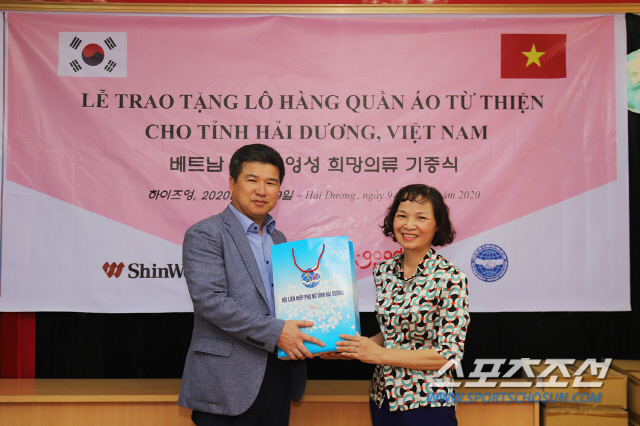 LỄ TRAO TẶNG LÔ HÀNG QUẦN ÁO TỪ THIỆN
CHO TỈNH HẢI DƯƠNG, VIỆT NAM
베트남 영성 희망의류 기증식
하이즈엉, 2020 일 – Hải Dương, ngày 9 2020
ShinW
HỘI LIÊN HIỆP PHỤ NỮ TỈNH HẢI DƯƠNG
스포츠조선
WWW.SPORTSCHOSUN.COM